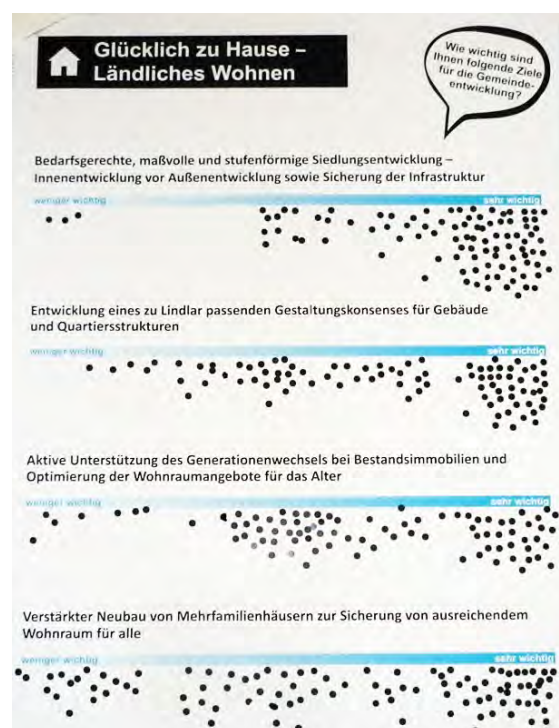 Glücklich zu Hause –
Ländliches Wohnen
Wie wichtig sind
Ihnen folgende Ziele
für die Gemeinde-
entwicklung?
Bedarfsgerechte, maßvolle und stufenförmige Siedlungsentwicklung –
Innenentwicklung vor Außenentwicklung sowie Sicherung der Infrastruktur
weniger wichtig sehr wichtig
Entwicklung eines zu Lindlar passenden Gestaltungskonsenses für Gebäude
und Quartiersstrukturen
weniger wichtig sehr wichtig
Aktive Unterstützung des Generationenwechsels bei Bestandsimmobilien und
Optimierung der Wohnraumangebote für das Alter
weniger wichtig sehr wichtig
Verstärkter Neubau von Mehrfamilienhäusern zur Sicherung von ausreichendem
Wohnraum für alle
weniger wichtig sehr wichtig